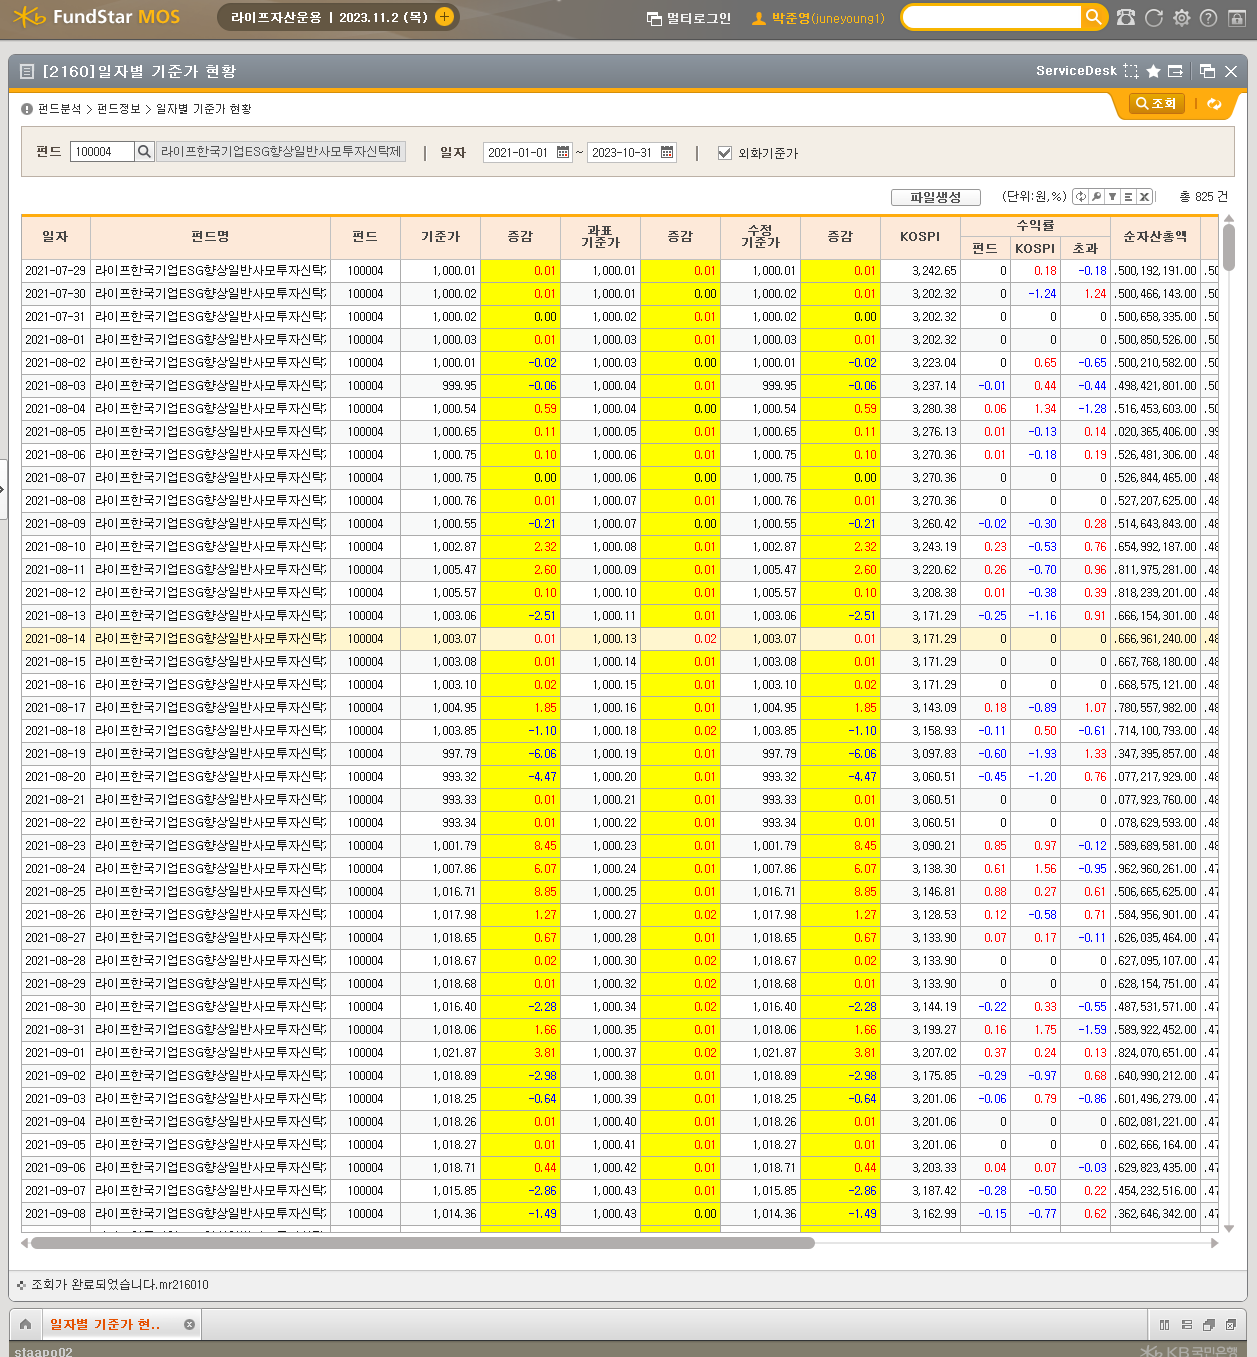 FundStar MOS
라이프자산운용 | 2023.11.2 (목)
멀티로그인
박준영(juneyoung1)
[2160]일자별 기준가 현황
ServiceDesk
펀드분석 > 펀드정보 > 일자별 기준가 현황
조회
펀드 100004 라이프한국기업ESG향상일반사모투자신탁제 | 일자 2021-01-01 ~ 2023-10-31 | 외화기준가
파일생성 (단위:원,%) 총 825 건
일자 펀드명 펀드 기준가 증감 과표 기준가 증감 수정 기준가 증감 KOSPI 수익률 순자산총액
펀드 KOSPI 초과
2021-07-29 라이프한국기업ESG향상일반사모투자신탁 100004 1,000.01 0.01 1,000.01 0.01 1,000.01 0.01 3,242.65 0 0.18 -0.18 .500,192,191.00 .50
2021-07-30 라이프한국기업ESG향상일반사모투자신탁 100004 1,000.02 0.01 1,000.01 0.00 1,000.02 0.01 3,202.32 0 -1.24 1.24 .500,466,143.00 .50
2021-07-31 라이프한국기업ESG향상일반사모투자신탁 100004 1,000.02 0.00 1,000.02 0.01 1,000.02 0.00 3,202.32 0 0 0 .500,658,335.00 .50
2021-08-01 라이프한국기업ESG향상일반사모투자신탁 100004 1,000.03 0.01 1,000.03 0.01 1,000.03 0.01 3,202.32 0 0 0 .500,850,526.00 .50
2021-08-02 라이프한국기업ESG향상일반사모투자신탁 100004 1,000.01 -0.02 1,000.03 0.00 1,000.01 -0.02 3,223.04 0 0.65 -0.65 .500,210,582.00 .50
2021-08-03 라이프한국기업ESG향상일반사모투자신탁 100004 999.95 -0.06 1,000.04 0.01 999.95 -0.06 3,237.14 -0.01 0.44 -0.44 .498,421,801.00 .50
2021-08-04 라이프한국기업ESG향상일반사모투자신탁 100004 1,000.54 0.59 1,000.04 0.00 1,000.54 0.59 3,280.38 0.06 1.34 -1.28 .516,453,603.00 .50
2021-08-05 라이프한국기업ESG향상일반사모투자신탁 100004 1,000.65 0.11 1,000.05 0.01 1,000.65 0.11 3,276.13 0.01 -0.13 0.14 .020,365,406.00 .99
2021-08-06 라이프한국기업ESG향상일반사모투자신탁 100004 1,000.75 0.10 1,000.06 0.01 1,000.75 0.10 3,270.36 0.01 -0.18 0.19 .526,481,306.00 .48
2021-08-07 라이프한국기업ESG향상일반사모투자신탁 100004 1,000.75 0.00 1,000.06 0.00 1,000.75 0.00 3,270.36 0 0 0 .526,844,465.00 .48
2021-08-08 라이프한국기업ESG향상일반사모투자신탁 100004 1,000.76 0.01 1,000.07 0.01 1,000.76 0.01 3,270.36 0 0 0 .527,207,625.00 .48
2021-08-09 라이프한국기업ESG향상일반사모투자신탁 100004 1,000.55 -0.21 1,000.07 0.00 1,000.55 -0.21 3,260.42 -0.02 -0.30 0.28 .514,643,843.00 .48
2021-08-10 라이프한국기업ESG향상일반사모투자신탁 100004 1,002.87 2.32 1,000.08 0.01 1,002.87 2.32 3,243.19 0.23 -0.53 0.76 .654,992,187.00 .48
2021-08-11 라이프한국기업ESG향상일반사모투자신탁 100004 1,005.47 2.60 1,000.09 0.01 1,005.47 2.60 3,220.62 0.26 -0.70 0.96 .811,975,281.00 .48
2021-08-12 라이프한국기업ESG향상일반사모투자신탁 100004 1,005.57 0.10 1,000.10 0.01 1,005.57 0.10 3,208.38 0.01 -0.38 0.39 .818,239,201.00 .48
2021-08-13 라이프한국기업ESG향상일반사모투자신탁 100004 1,003.06 -2.51 1,000.11 0.01 1,003.06 -2.51 3,171.29 -0.25 -1.16 0.91 .666,154,301.00 .48
2021-08-14 라이프한국기업ESG향상일반사모투자신탁 100004 1,003.07 0.01 1,000.13 0.02 1,003.07 0.01 3,171.29 0 0 0 .666,961,240.00 .48
2021-08-15 라이프한국기업ESG향상일반사모투자신탁 100004 1,003.08 0.01 1,000.14 0.01 1,003.08 0.01 3,171.29 0 0 0 .667,768,180.00 .48
2021-08-16 라이프한국기업ESG향상일반사모투자신탁 100004 1,003.10 0.02 1,000.15 0.01 1,003.10 0.02 3,171.29 0 0 0 .668,575,121.00 .48
2021-08-17 라이프한국기업ESG향상일반사모투자신탁 100004 1,004.95 1.85 1,000.16 0.01 1,004.95 1.85 3,143.09 0.18 -0.89 1.07 .780,557,982.00 .48
2021-08-18 라이프한국기업ESG향상일반사모투자신탁 100004 1,003.85 -1.10 1,000.18 0.02 1,003.85 -1.10 3,158.93 -0.11 0.50 -0.61 .714,100,793.00 .48
2021-08-19 라이프한국기업ESG향상일반사모투자신탁 100004 997.79 -6.06 1,000.19 0.01 997.79 -6.06 3,097.83 -0.60 -1.93 1.33 .347,395,857.00 .48
2021-08-20 라이프한국기업ESG향상일반사모투자신탁 100004 993.32 -4.47 1,000.20 0.01 993.32 -4.47 3,060.51 -0.45 -1.20 0.76 .077,217,929.00 .48
2021-08-21 라이프한국기업ESG향상일반사모투자신탁 100004 993.33 0.01 1,000.21 0.01 993.33 0.01 3,060.51 0 0 0 .077,923,760.00 .48
2021-08-22 라이프한국기업ESG향상일반사모투자신탁 100004 993.34 0.01 1,000.22 0.01 993.34 0.01 3,060.51 0 0 0 .078,629,593.00 .48
2021-08-23 라이프한국기업ESG향상일반사모투자신탁 100004 1,001.79 8.45 1,000.23 0.01 1,001.79 8.45 3,090.21 0.85 0.97 -0.12 .589,689,581.00 .48
2021-08-24 라이프한국기업ESG향상일반사모투자신탁 100004 1,007.86 6.07 1,000.24 0.01 1,007.86 6.07 3,138.30 0.61 1.56 -0.95 .962,960,261.00 .47
2021-08-25 라이프한국기업ESG향상일반사모투자신탁 100004 1,016.71 8.85 1,000.25 0.01 1,016.71 8.85 3,146.81 0.88 0.27 0.61 .506,665,625.00 .47
2021-08-26 라이프한국기업ESG향상일반사모투자신탁 100004 1,017.98 1.27 1,000.27 0.02 1,017.98 1.27 3,128.53 0.12 -0.58 0.71 .584,956,901.00 .47
2021-08-27 라이프한국기업ESG향상일반사모투자신탁 100004 1,018.65 0.67 1,000.28 0.01 1,018.65 0.67 3,133.90 0.07 0.17 -0.11 .626,035,464.00 .47
2021-08-28 라이프한국기업ESG향상일반사모투자신탁 100004 1,018.67 0.02 1,000.30 0.02 1,018.67 0.02 3,133.90 0 0 0 .627,095,107.00 .47
2021-08-29 라이프한국기업ESG향상일반사모투자신탁 100004 1,018.68 0.01 1,000.32 0.02 1,018.68 0.01 3,133.90 0 0 0 .628,154,751.00 .47
2021-08-30 라이프한국기업ESG향상일반사모투자신탁 100004 1,016.40 -2.28 1,000.34 0.02 1,016.40 -2.28 3,144.19 -0.22 0.33 -0.55 .487,531,571.00 .47
2021-08-31 라이프한국기업ESG향상일반사모투자신탁 100004 1,018.06 1.66 1,000.35 0.01 1,018.06 1.66 3,199.27 0.16 1.75 -1.59 .589,922,452.00 .47
2021-09-01 라이프한국기업ESG향상일반사모투자신탁 100004 1,021.87 3.81 1,000.37 0.02 1,021.87 3.81 3,207.02 0.37 0.24 0.13 .824,070,651.00 .47
2021-09-02 라이프한국기업ESG향상일반사모투자신탁 100004 1,018.89 -2.98 1,000.38 0.01 1,018.89 -2.98 3,175.85 -0.29 -0.97 0.68 .640,990,212.00 .47
2021-09-03 라이프한국기업ESG향상일반사모투자신탁 100004 1,018.25 -0.64 1,000.39 0.01 1,018.25 -0.64 3,201.06 -0.06 0.79 -0.86 .601,496,279.00 .47
2021-09-04 라이프한국기업ESG향상일반사모투자신탁 100004 1,018.26 0.01 1,000.40 0.01 1,018.26 0.01 3,201.06 0 0 0 .602,081,221.00 .47
2021-09-05 라이프한국기업ESG향상일반사모투자신탁 100004 1,018.27 0.01 1,000.41 0.01 1,018.27 0.01 3,201.06 0 0 0 .602,666,164.00 .47
2021-09-06 라이프한국기업ESG향상일반사모투자신탁 100004 1,018.71 0.44 1,000.42 0.01 1,018.71 0.44 3,203.33 0.04 0.07 -0.03 .629,823,435.00 .47
2021-09-07 라이프한국기업ESG향상일반사모투자신탁 100004 1,015.85 -2.86 1,000.43 0.01 1,015.85 -2.86 3,187.42 -0.28 -0.50 0.22 .454,232,516.00 .47
2021-09-08 라이프한국기업ESG향상일반사모투자신탁 100004 1,014.36 -1.49 1,000.43 0.00 1,014.36 -1.49 3,162.99 -0.15 -0.77 0.62 .362,646,342.00 .47
조회가 완료되었습니다.mr216010
일자별 기준가 현..
staapo02
KB국민은행